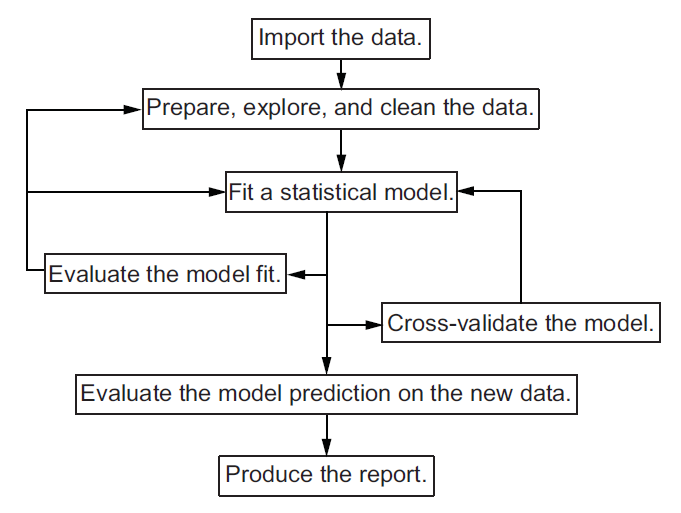 Import the data.
Prepare, explore, and clean the data.
Fit a statistical model.
Evaluate the model fit.
Cross-validate the model.
Evaluate the model prediction on the new data.
Produce the report.